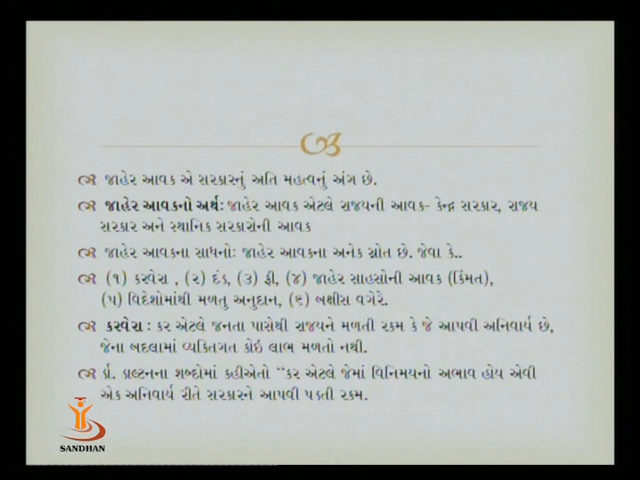 જાહેર આવક એ સરકારનું અતિ મહત્વનું અંગ છે.
જાહેર આવકનો અર્થ: જાહેર આવક એટલે રાજયની આવક- કેન્દ્ર સરકાર, રાજય
સરકાર અને સ્થાનિક સરકારોની આવક
જાહેર આવકના સાધનો: જાહેર આવકના અનેક સ્રોત છે. જેવા કે..
(૧) કરવેરા , (૨) દંડ, (૩) ફી, (૪) જાહેર સાહસોની આવક (કિંમત),
(૫) વિદેશોમાંથી મળતુ અનુદાન, (૬) બક્ષીસ વગેરે.
કરવેરા : કર એટલે જનતા પાસેથી રાજયને મળતી રકમ કે જે આપવી અનિવાર્ય છે,
જેના બદલામાં વ્યક્તિગત કોઇ લાભ મળતો નથી.
ડાલ્ટનના શબ્દોમાં કહીએતો "કર એટલે જેમાં વિનિમયનો અભાવ હોય એવી
એક અનિવાર્ય રીતે સરકારને આપવી પડતી રકમ.
SANDHAN